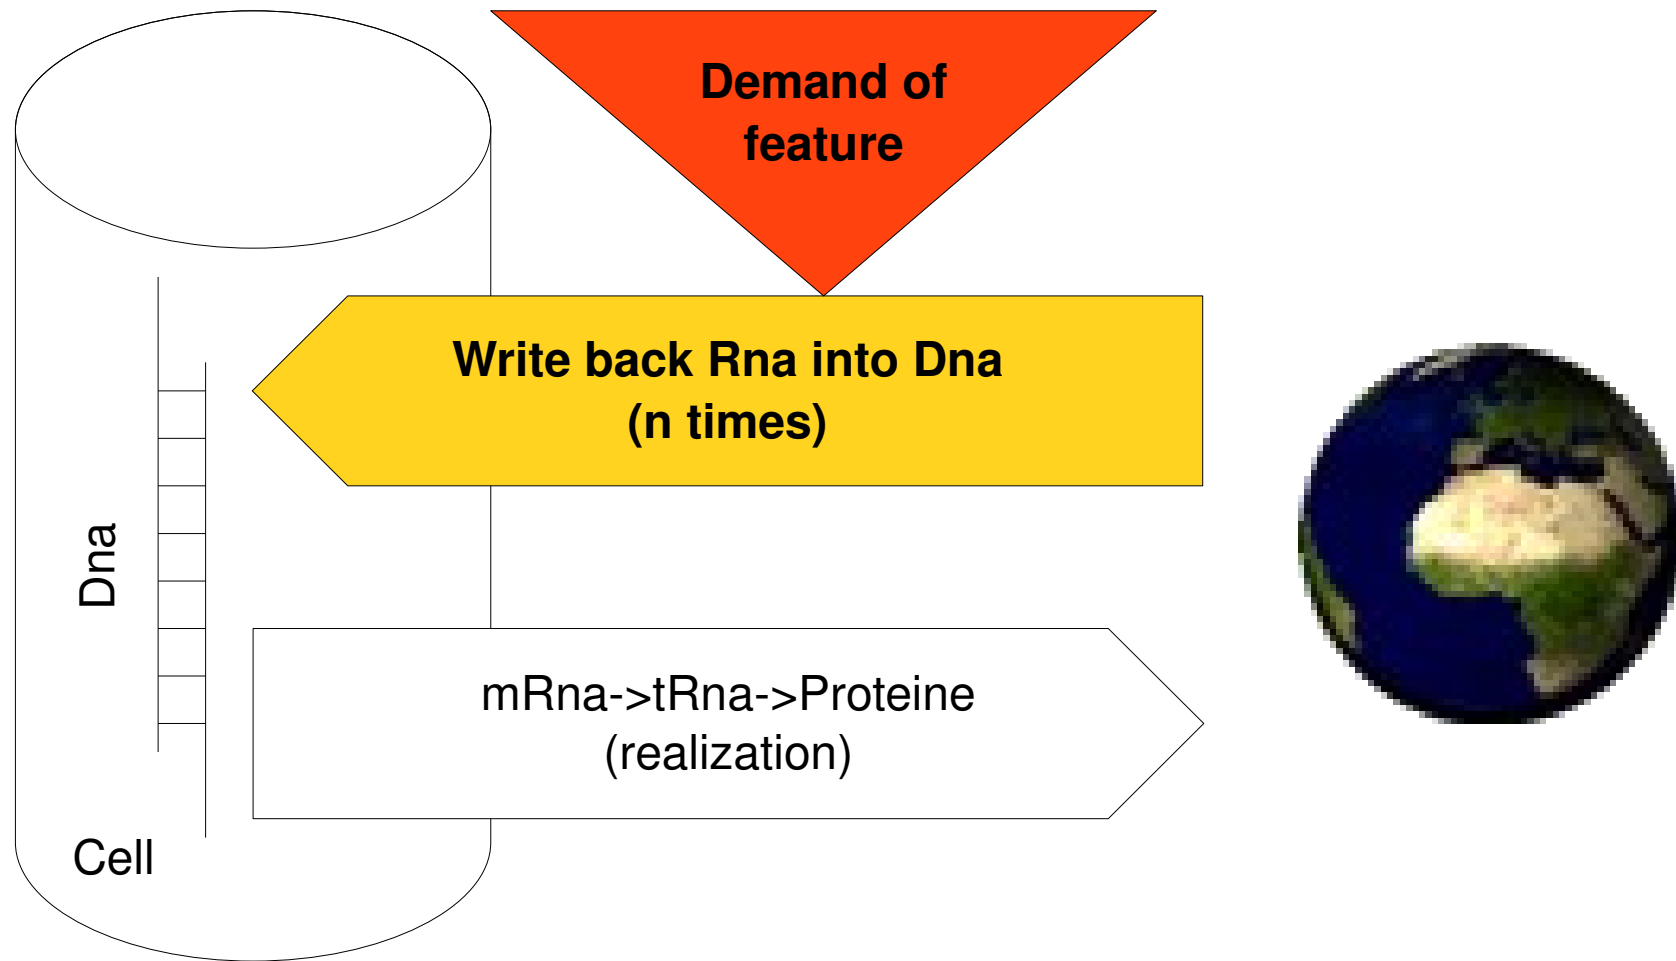 Demand of
feature
Write back Rna into Dna
(n times)
Dna
mRna->tRna->Proteine
(realization)
Cell